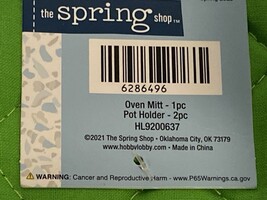 the spring
shop™
6286496
Oven Mitt - 1pc
Pot Holder - 2pc
HL9200637
©2021 The Spring Shop • Oklahoma City, OK 73179
www.hobbylobby.com • Made in China
⚠ WARNING: Cancer and Reproductive Harm - www.P65Warnings.ca.gov